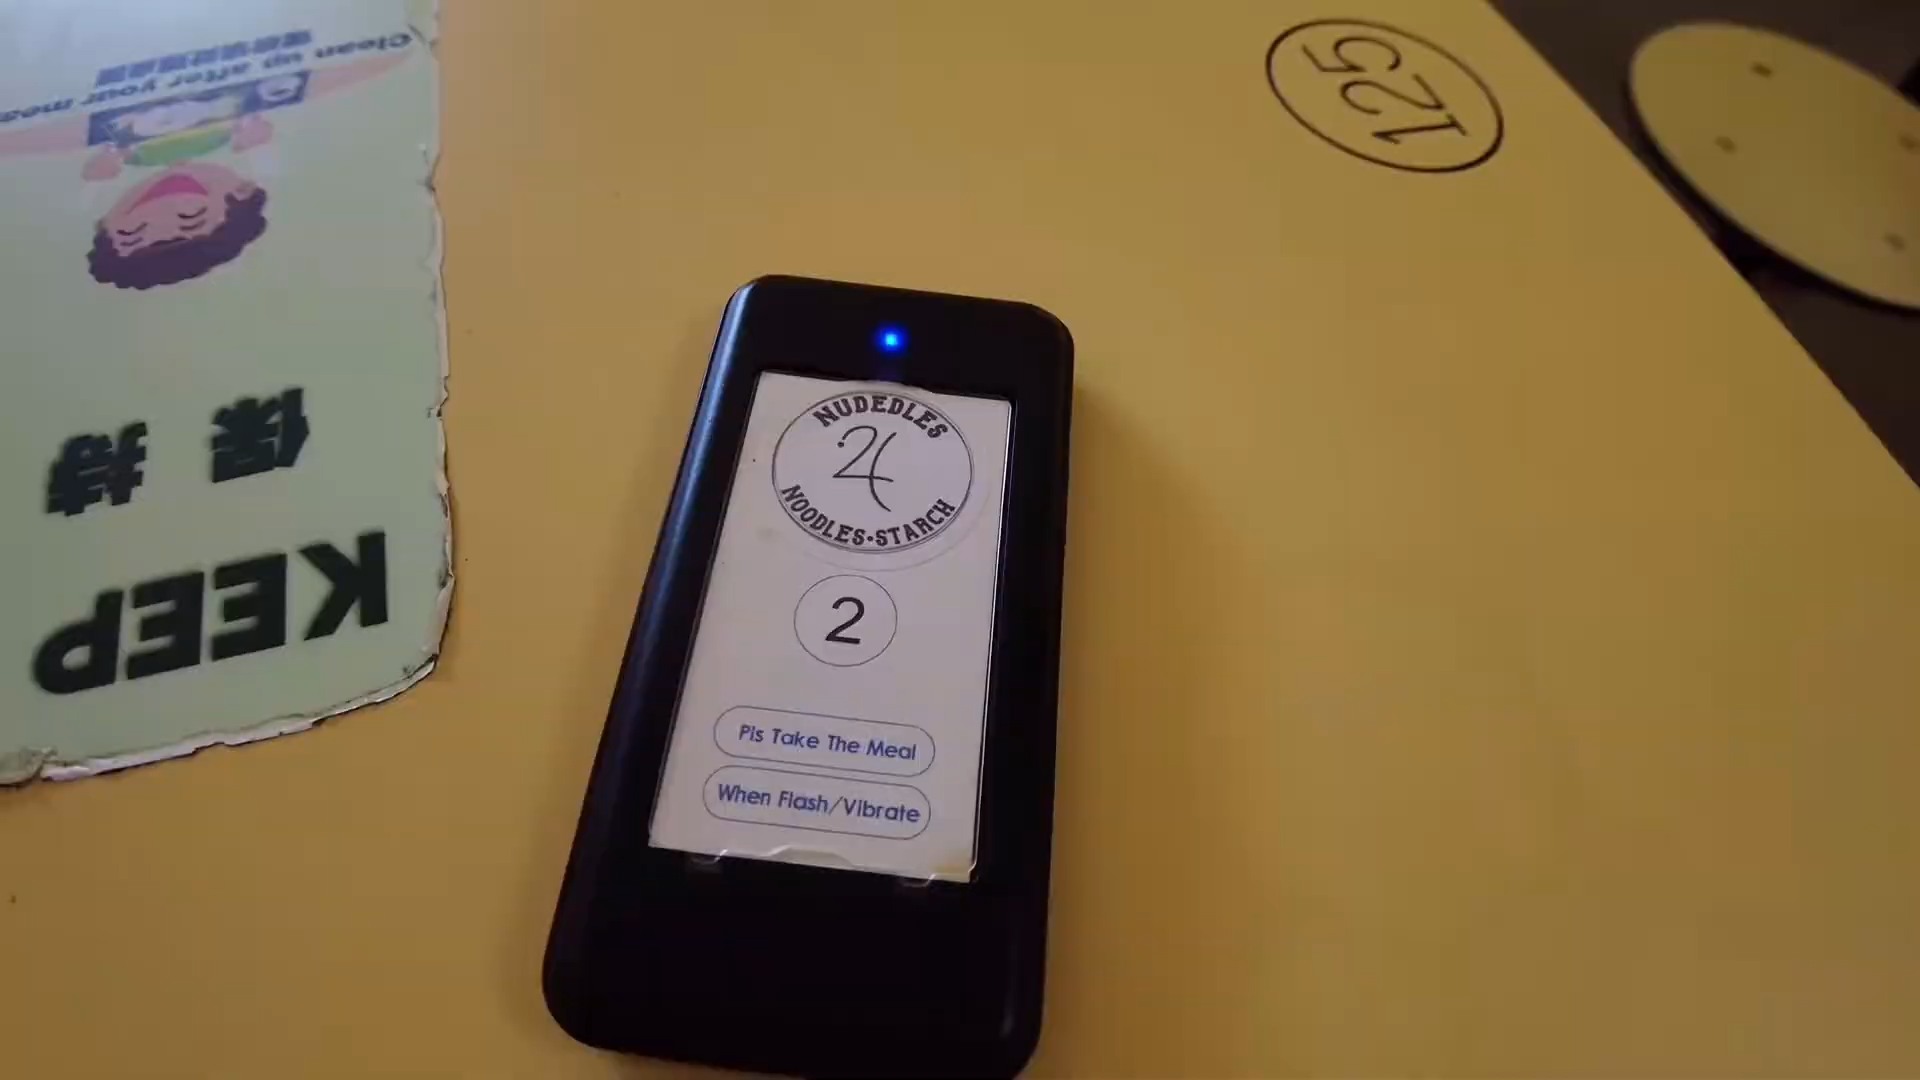 Clean up after your meal
保持
KEEP
125
NUDEDLES
NOODLES•STARCH
2
Pls Take The Meal
When Flash/Vibrate